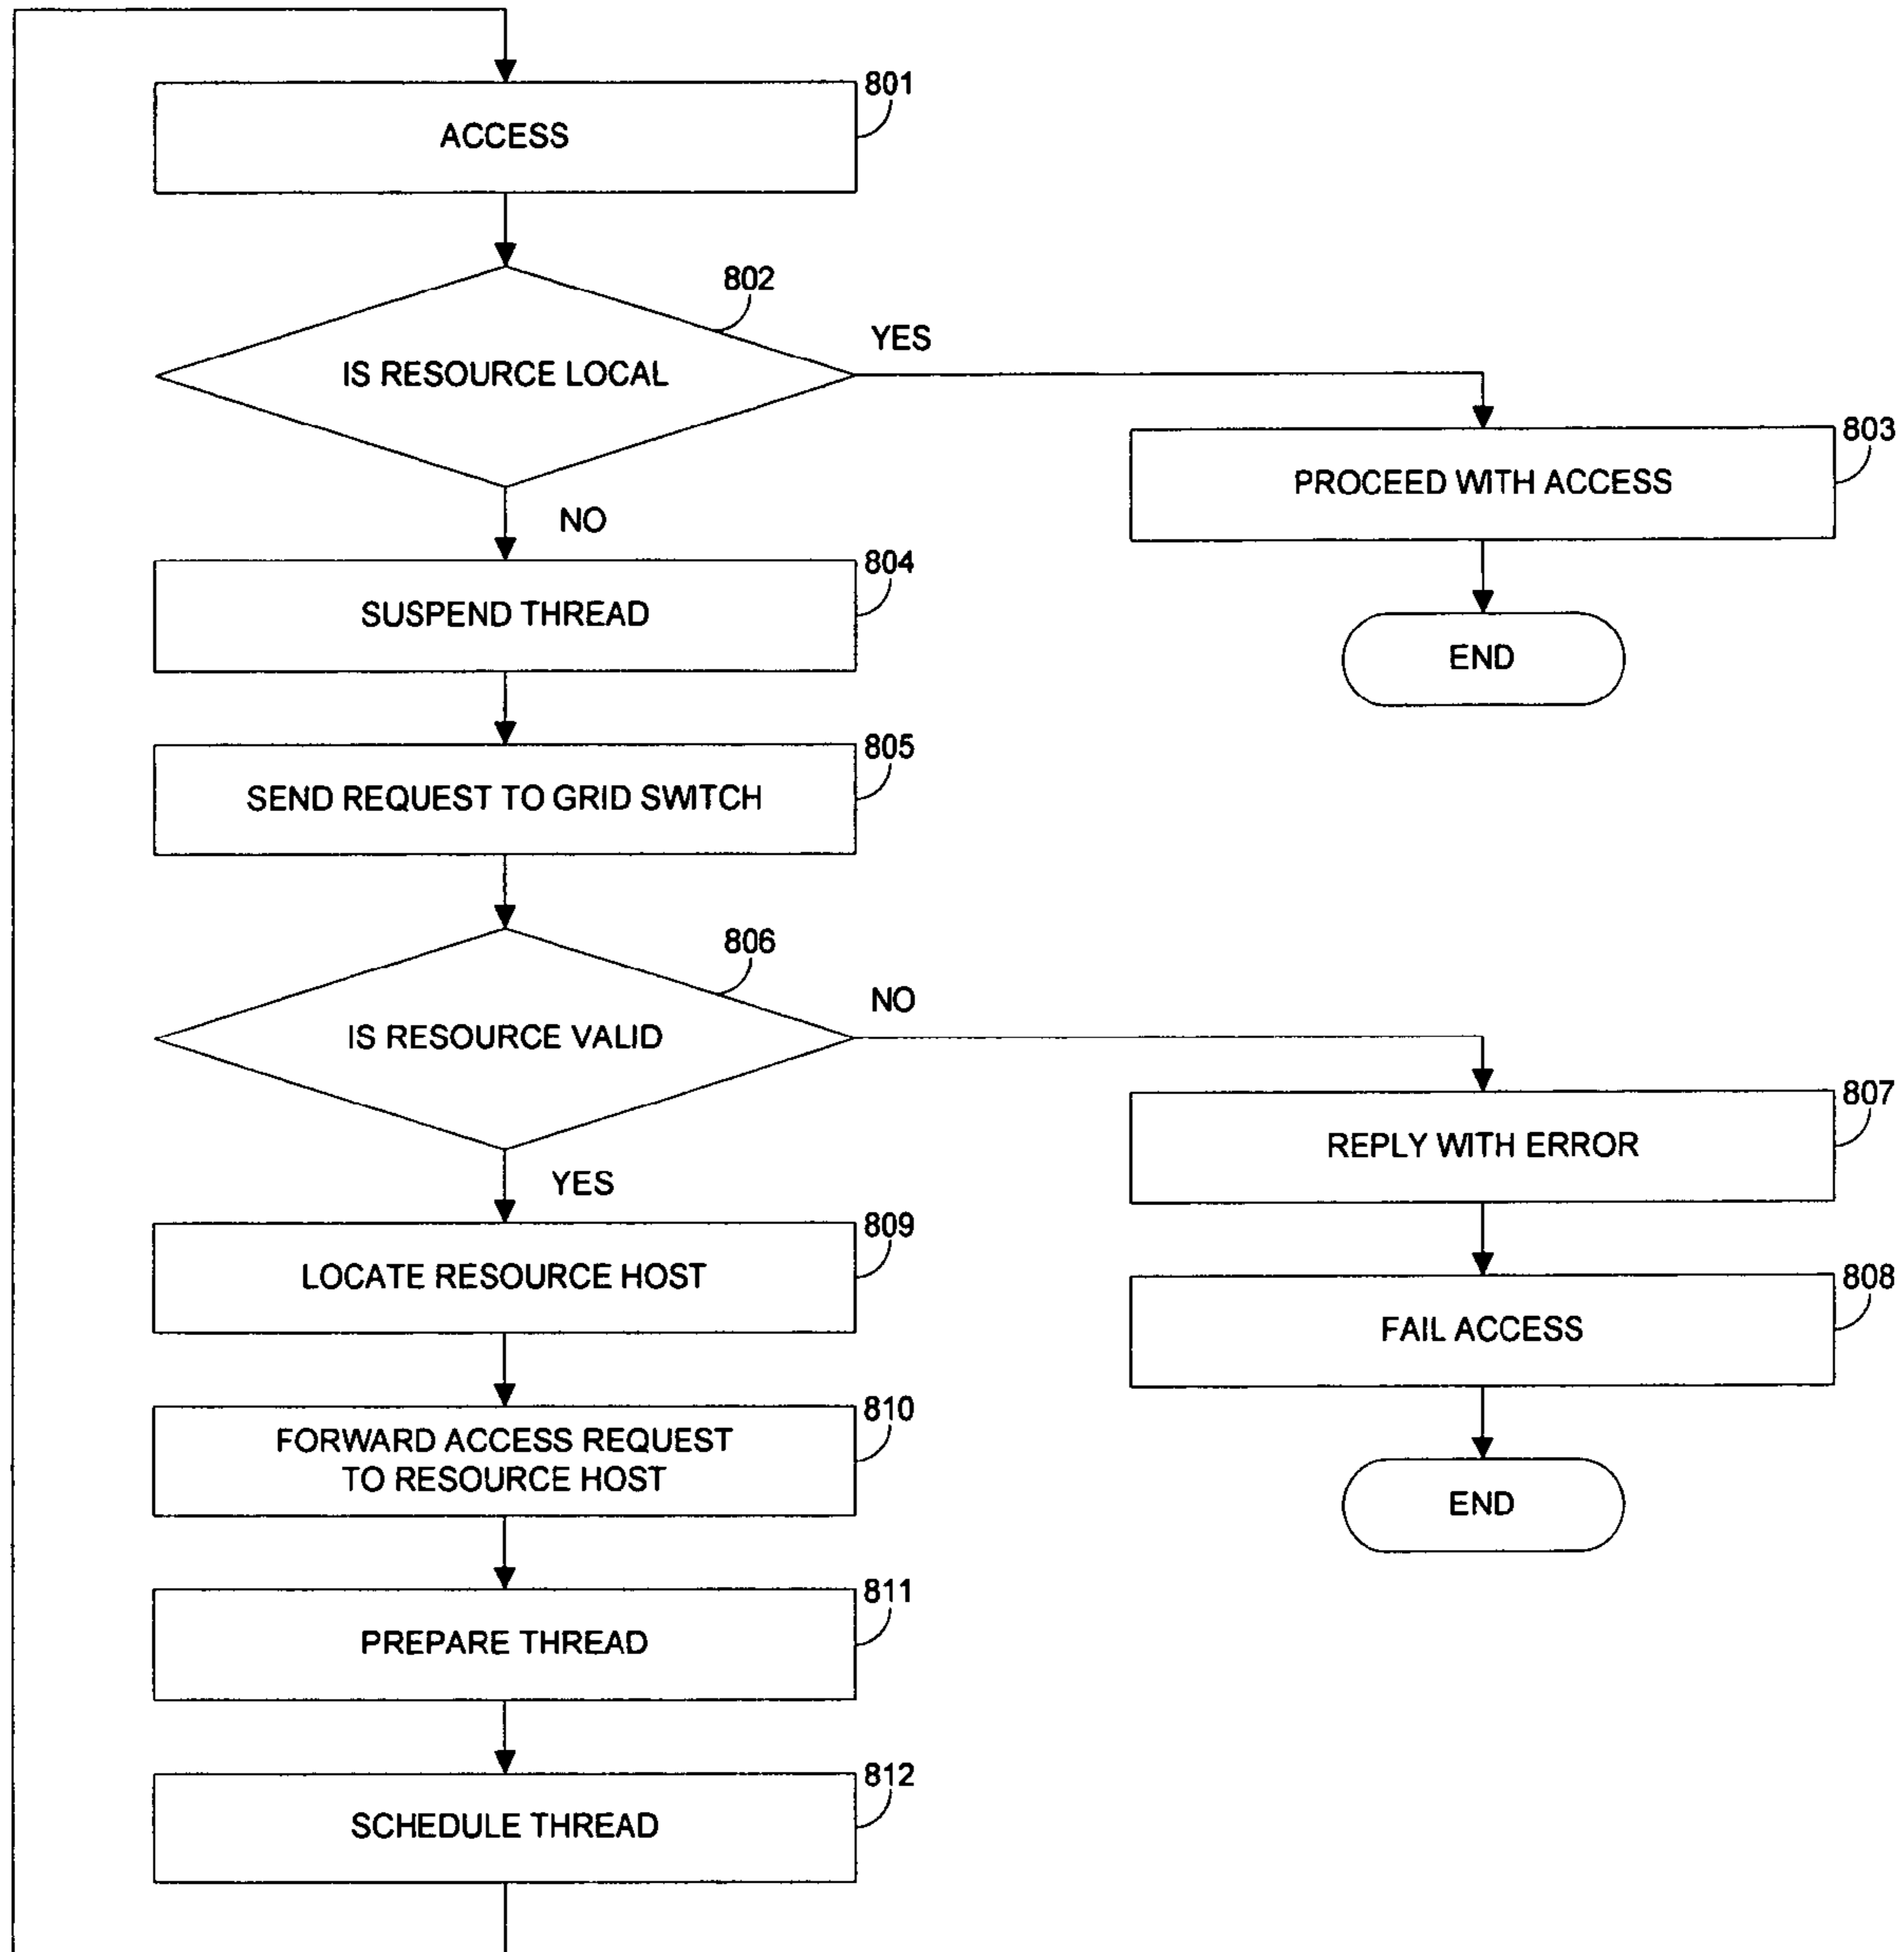 801
ACCESS
802
IS RESOURCE LOCAL
YES
803
PROCEED WITH ACCESS
END
NO
804
SUSPEND THREAD
805
SEND REQUEST TO GRID SWITCH
806
IS RESOURCE VALID
NO
807
REPLY WITH ERROR
808
FAIL ACCESS
END
YES
809
LOCATE RESOURCE HOST
810
FORWARD ACCESS REQUEST
TO RESOURCE HOST
811
PREPARE THREAD
812
SCHEDULE THREAD